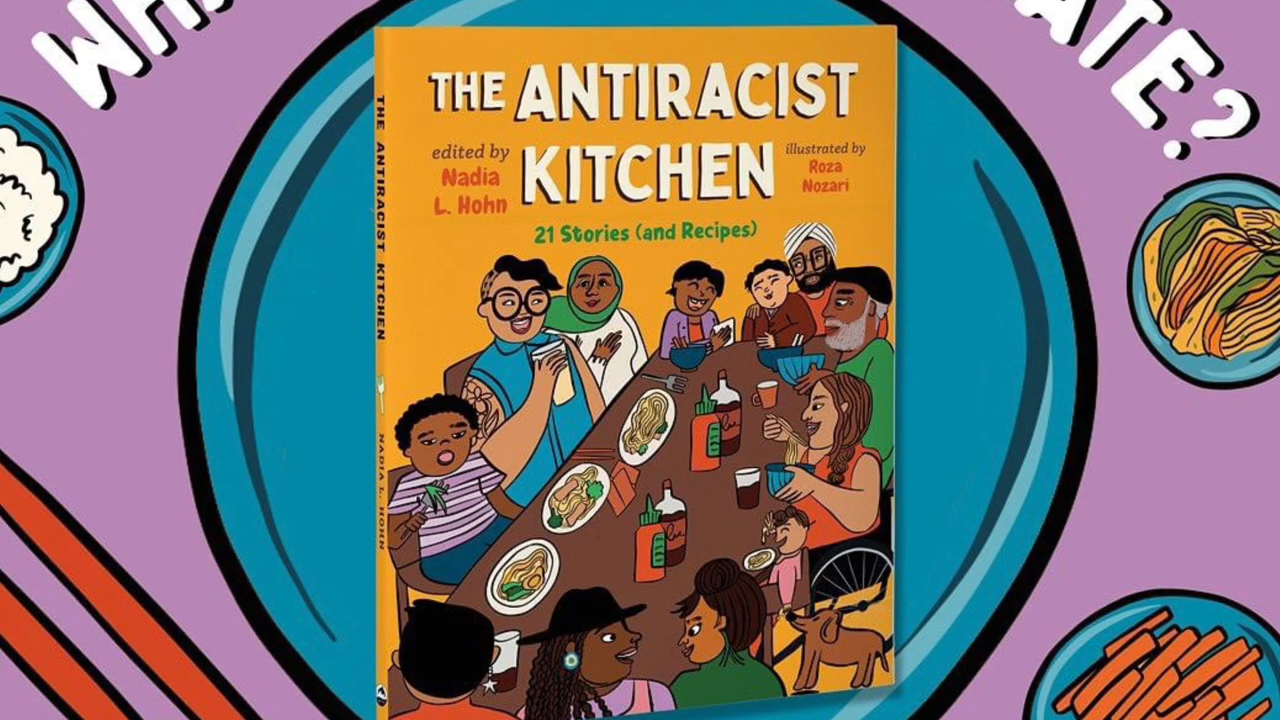 THE ANTIRACIST
KITCHEN
edited by
Nadia
L. Hohn
illustrated by
Roza
Nozari
21 Stories (and Recipes)
THE ANTIRACIST KITCHEN
NADIA L. HOHN